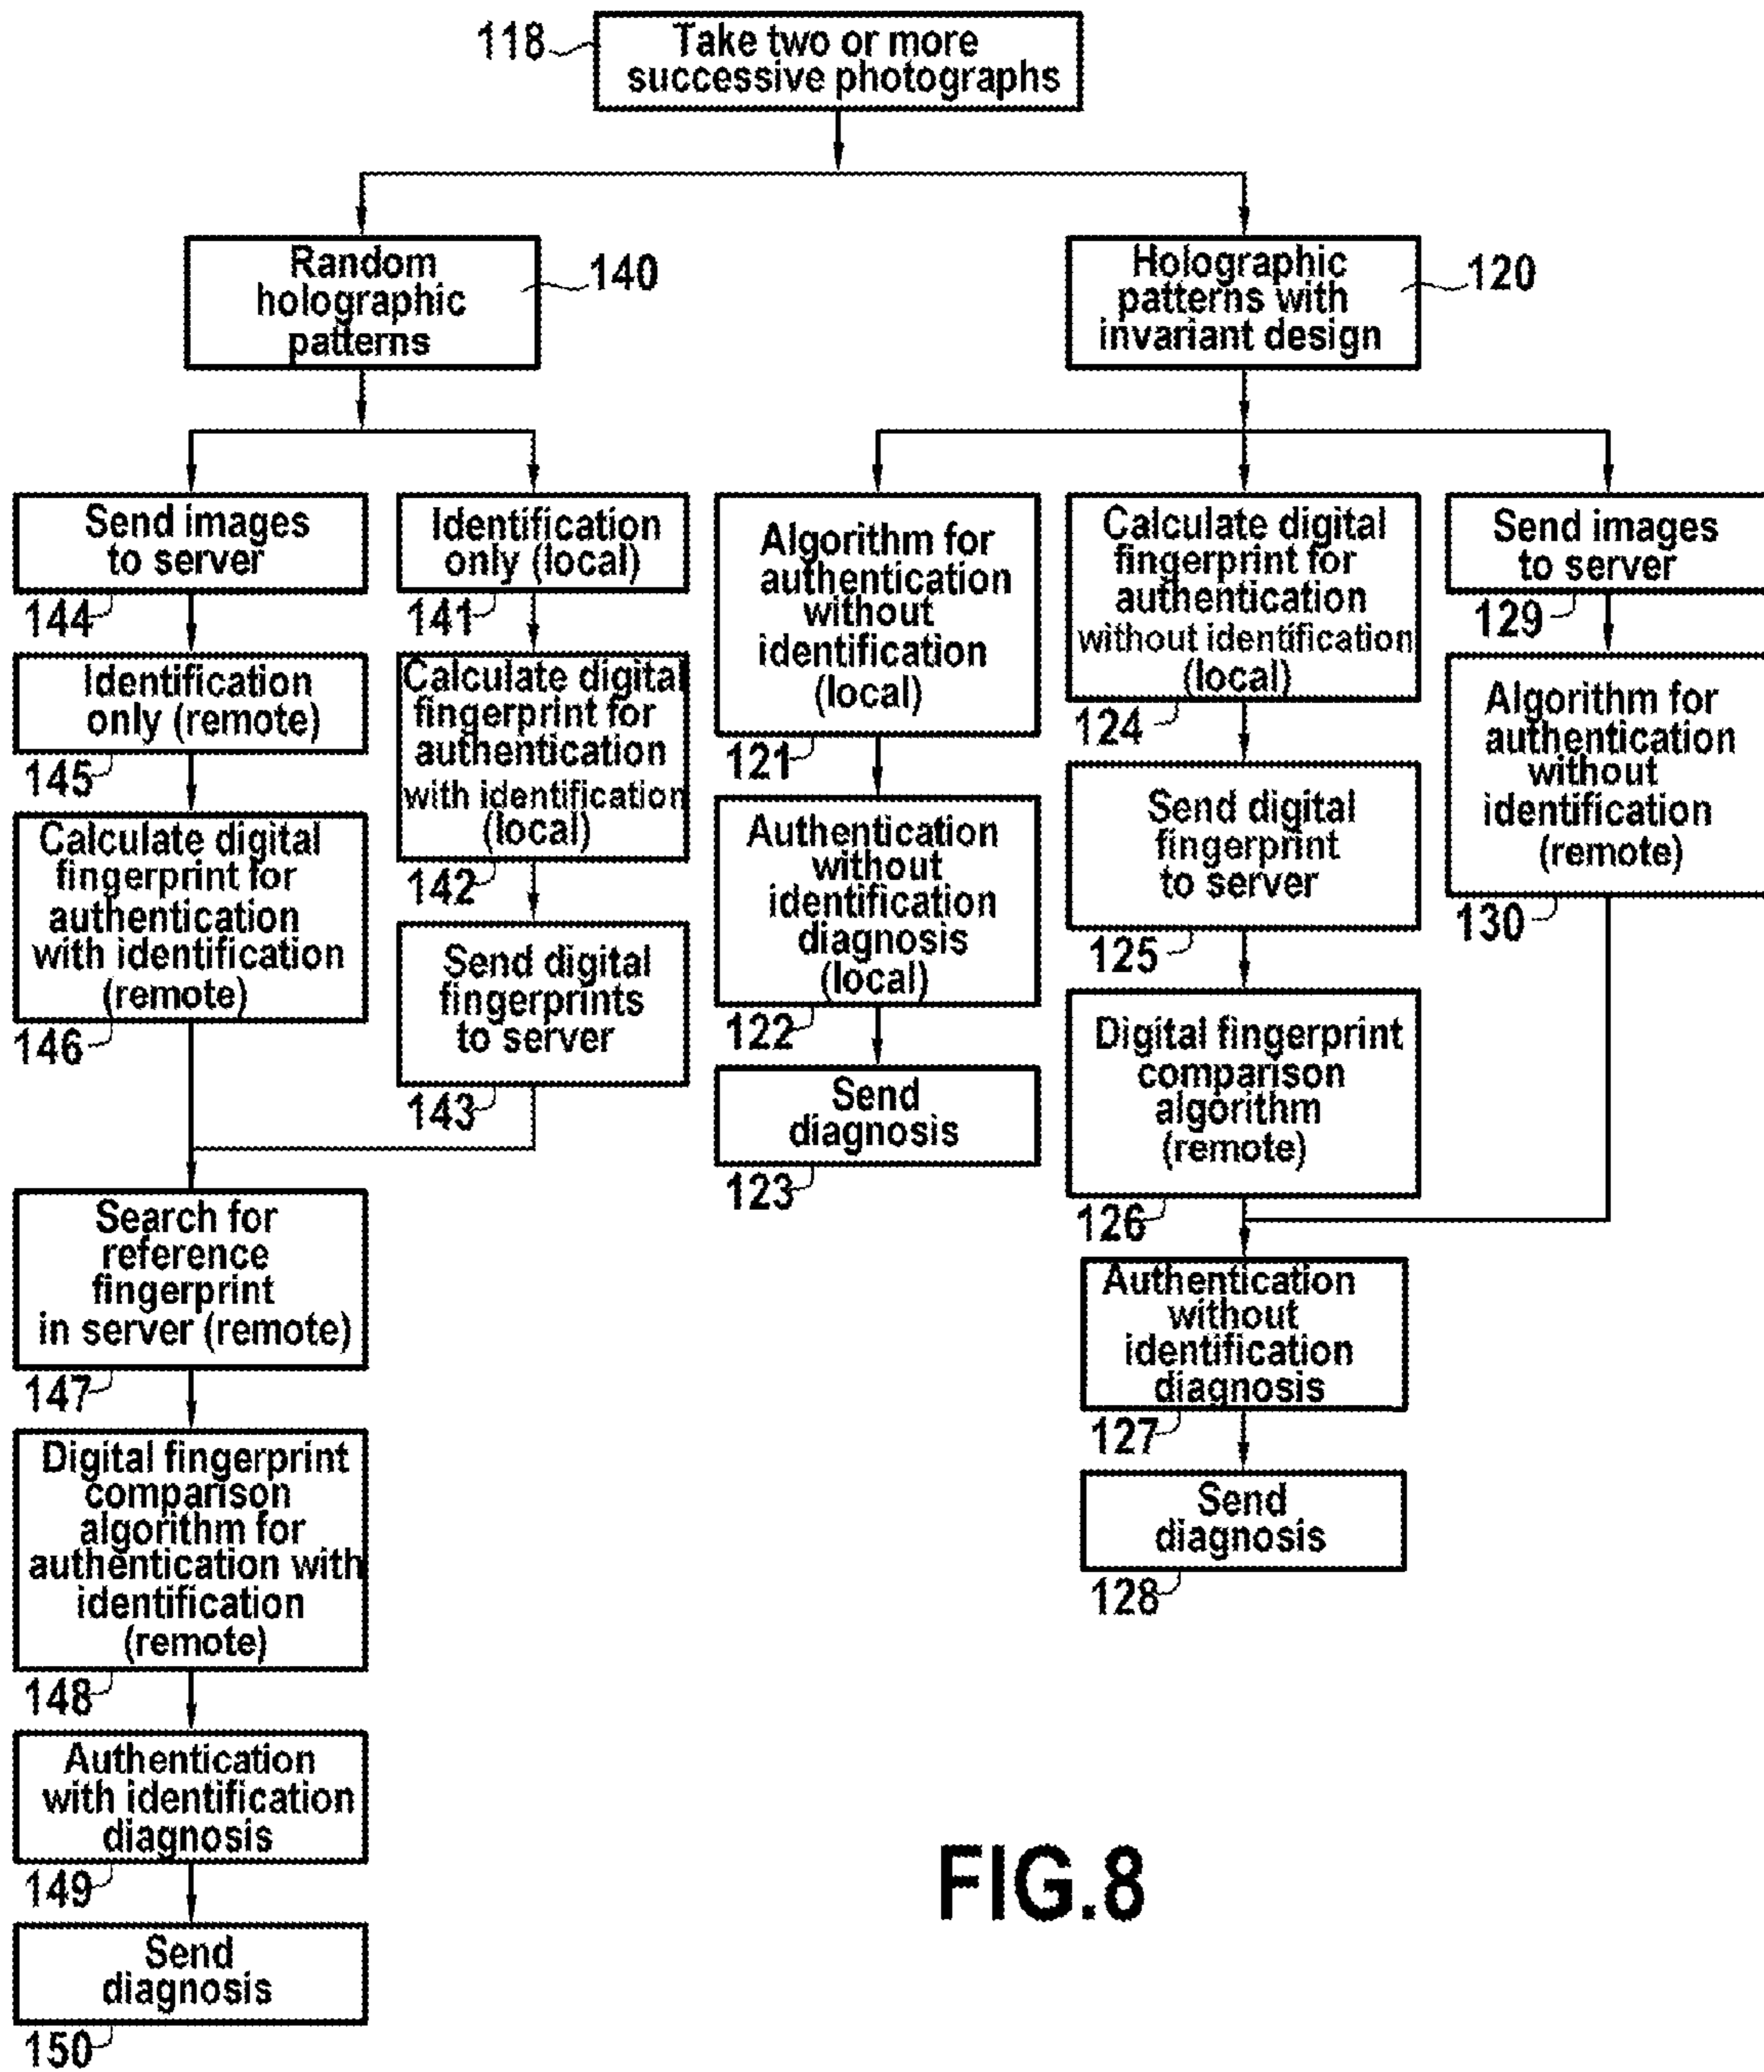 118
Take two or more
successive photographs
Random
holographic
patterns
140
Holographic
patterns with
invariant design
120
Send images
to server
144
Identification
only (remote)
145
Calculate digital
fingerprint for
authentication
with identification
(remote)
146
Identification
only (local)
141
Calculate digital
fingerprint for
authentication
with identification
(local)
142
Send digital
fingerprints
to server
143
Search for
reference
fingerprint
in server (remote)
147
Digital fingerprint
comparison
algorithm for
authentication with
identification
(remote)
148
Authentication
with identification
diagnosis
149
Send
diagnosis
150
Algorithm for
authentication
without
identification
(local)
121
Authentication
without
identification
diagnosis
(local)
122
Send
diagnosis
123
Calculate digital
fingerprint for
authentication
without identification
(local)
124
Send digital
fingerprint
to server
125
Digital fingerprint
comparison
algorithm
(remote)
126
Send images
to server
129
Algorithm for
authentication
without
identification
(remote)
130
Authentication
without
identification
diagnosis
127
Send
diagnosis
128
FIG.8